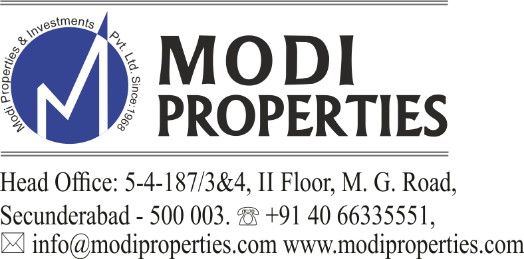 Modi Properties & Investments Pvt. Ltd. Since:1968
MODI
PROPERTIES
Head Office: 5-4-187/3&4, II Floor, M. G. Road,
Secunderabad - 500 003. ☏ +91 40 66335551,
✉ info@modiproperties.com www.modiproperties.com